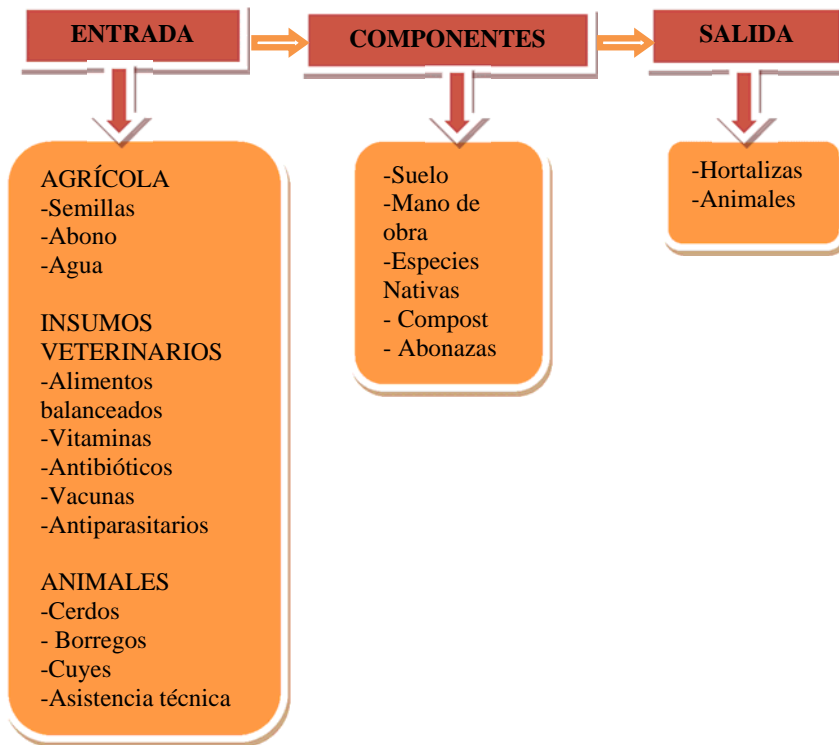 ENTRADA
COMPONENTES
SALIDA
AGRÍCOLA
-Semillas
-Abono
-Agua
INSUMOS
VETERINARIOS
-Alimentos
balanceados
-Vitaminas
-Antibióticos
-Vacunas
-Antiparasitarios
ANIMALES
-Cerdos
- Borregos
-Cuyes
-Asistencia técnica
-Suelo
-Mano de
obra
-Especies
Nativas
- Compost
- Abonazas
-Hortalizas
-Animales